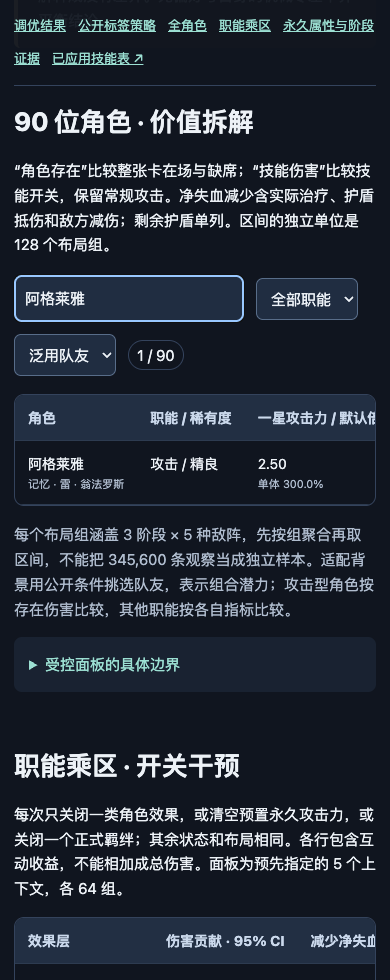 调优结果 公开标签策略 全角色 职能乘区 永久属性与阶段
证据 已应用技能表 ↗
90 位角色 · 价值拆解
“角色存在”比较整张卡在场与缺席；“技能伤害”比较技
能开关，保留常规攻击。净失血减少含实际治疗、护盾
抵伤和敌方减伤；剩余护盾单列。区间的独立单位是
128 个布局组。
阿格莱雅 全部职能
泛用队友 1 / 90
角色 职能 / 稀有度 一星攻击力 / 默认
阿格莱雅 攻击 / 精良 2.50
记忆 · 雷 · 翁法罗斯 单体 300.0%
每个布局组涵盖 3 阶段 × 5 种敌阵，先按组聚合再取
区间，不能把 345,600 条观察当成独立样本。适配背
景用公开条件挑选队友，表示组合潜力；攻击型角色按
存在伤害比较，其他职能按各自指标比较。
▶ 受控面板的具体边界
职能乘区 · 开关干预
每次只关闭一类角色效果，或清空预置永久攻击力，或
关闭一个正式羁绊；其余状态和布局相同。各行包含互
动收益，不能相加成总伤害。面板为预先指定的 5 个上
下文，各 64 组。
效果层 伤害贡献 · 95% CI 减少净失血